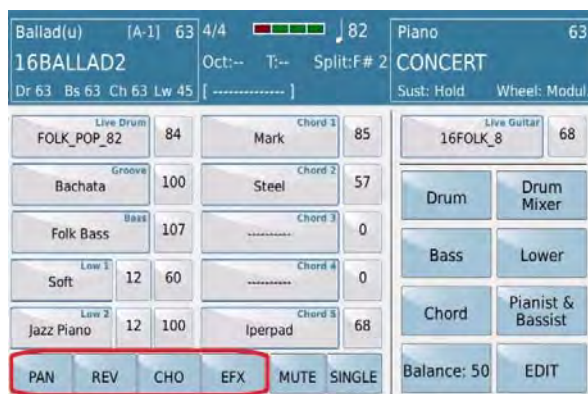 Ballad(u) [A-1] 63 4/4 82 Piano 63
16BALLAD2 Oct:-- T:-- Split:F# 2 CONCERT
Dr 63 Bs 63 Ch 63 Lw 45 [ -------------- ] Sust: Hold Wheel: Modul
Live Drum Chord 1 Live Guitar
FOLK_POP_82 84 Mark 85 16FOLK_8 68
Groove Chord 2
Bachata 100 Steel 57
Drum Drum Mixer
Bass Chord 3
Folk Bass 107 ---------- 0
Bass Lower
Low 1 Chord 4
Soft 12 60 ---------- 0
Chord Pianist & Bassist
Low 2 Chord 5
Jazz Piano 12 100 Iperpad 68
PAN REV CHO EFX MUTE SINGLE Balance: 50 EDIT